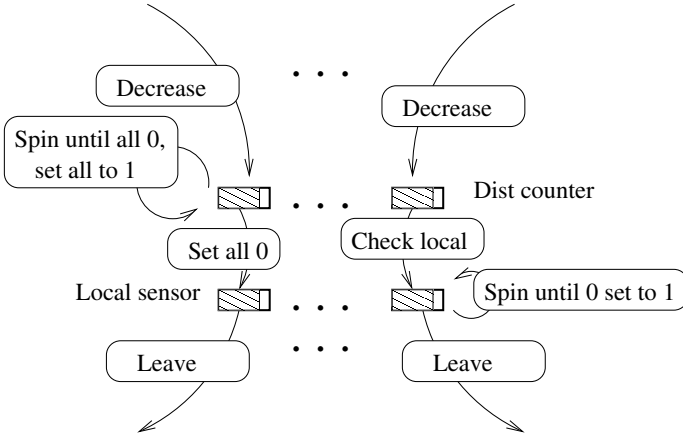 Decrease
Decrease
Spin until all 0,
set all to 1
Dist counter
Set all 0
Check local
Local sensor
Spin until 0 set to 1
Leave
Leave